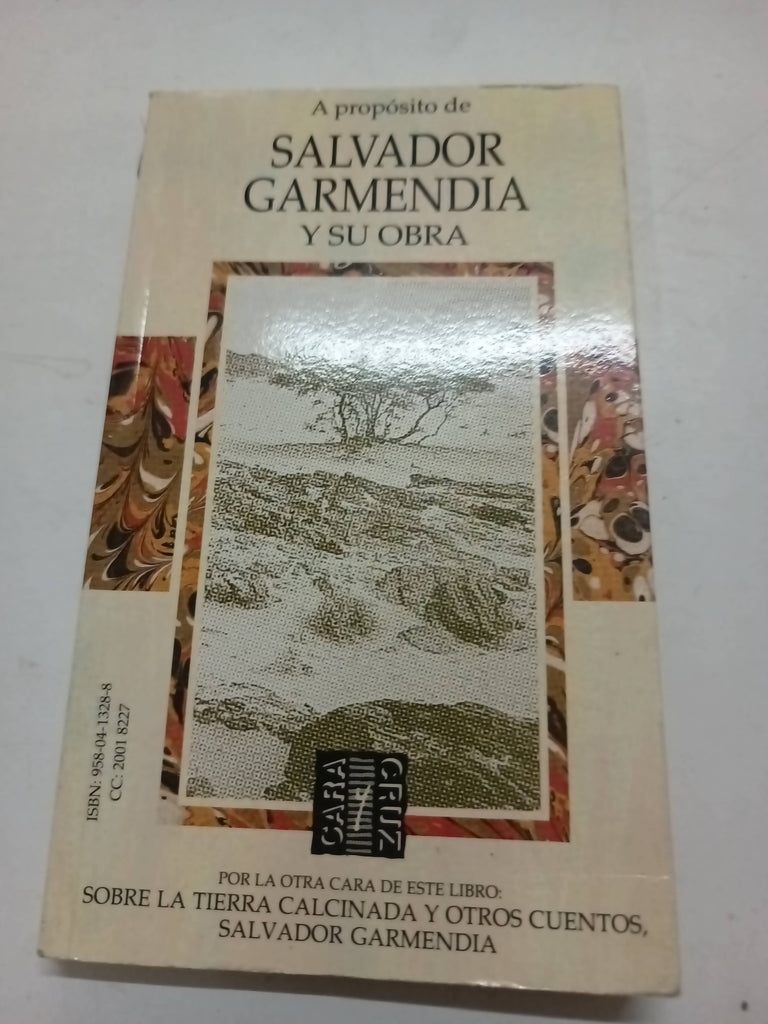 A propósito de
SALVADOR
GARMENDIA
Y SU OBRA
ISBN: 958-04-1328-8
CC: 2001 8227
CARA
Y
CRUZ
POR LA OTRA CARA DE ESTE LIBRO:
SOBRE LA TIERRA CALCINADA Y OTROS CUENTOS,
SALVADOR GARMENDIA